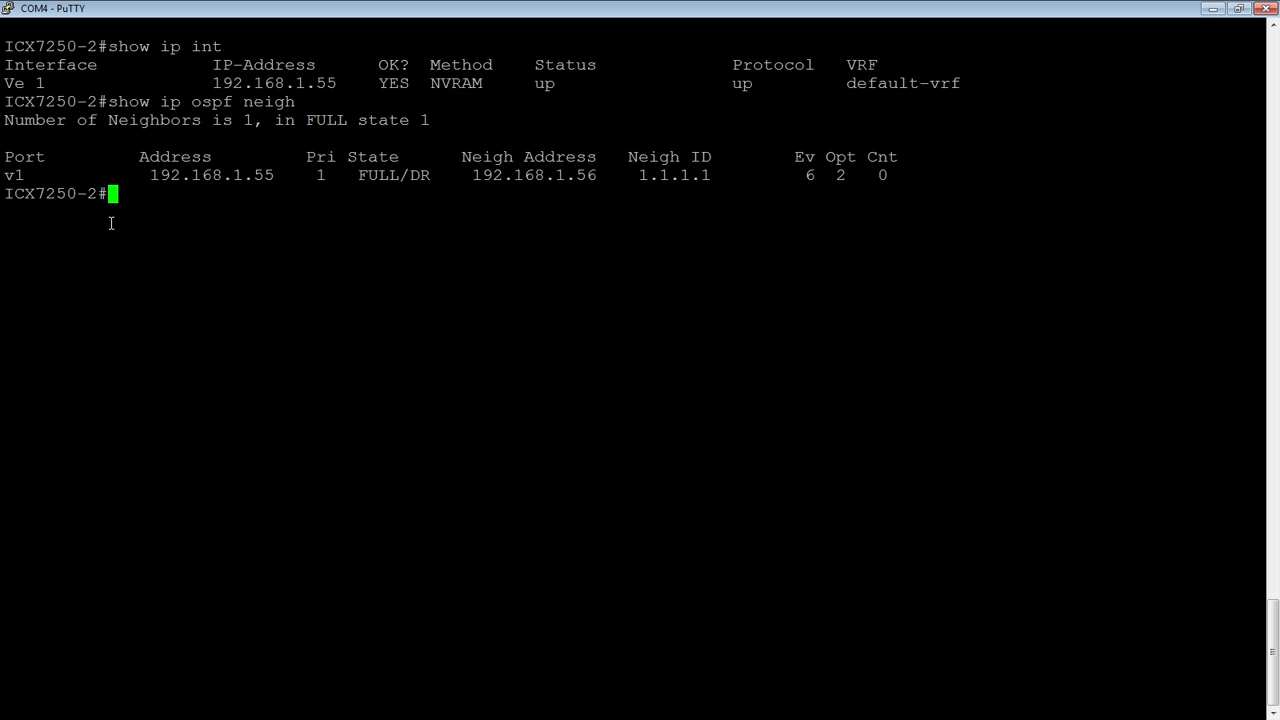 COM4 - PuTTY
ICX7250-2#show ip int
Interface IP-Address OK? Method Status Protocol VRF
Ve 1 192.168.1.55 YES NVRAM up up default-vrf
ICX7250-2#show ip ospf neigh
Number of Neighbors is 1, in FULL state 1
Port Address Pri State Neigh Address Neigh ID Ev Opt Cnt
v1 192.168.1.55 1 FULL/DR 192.168.1.56 1.1.1.1 6 2 0
ICX7250-2#